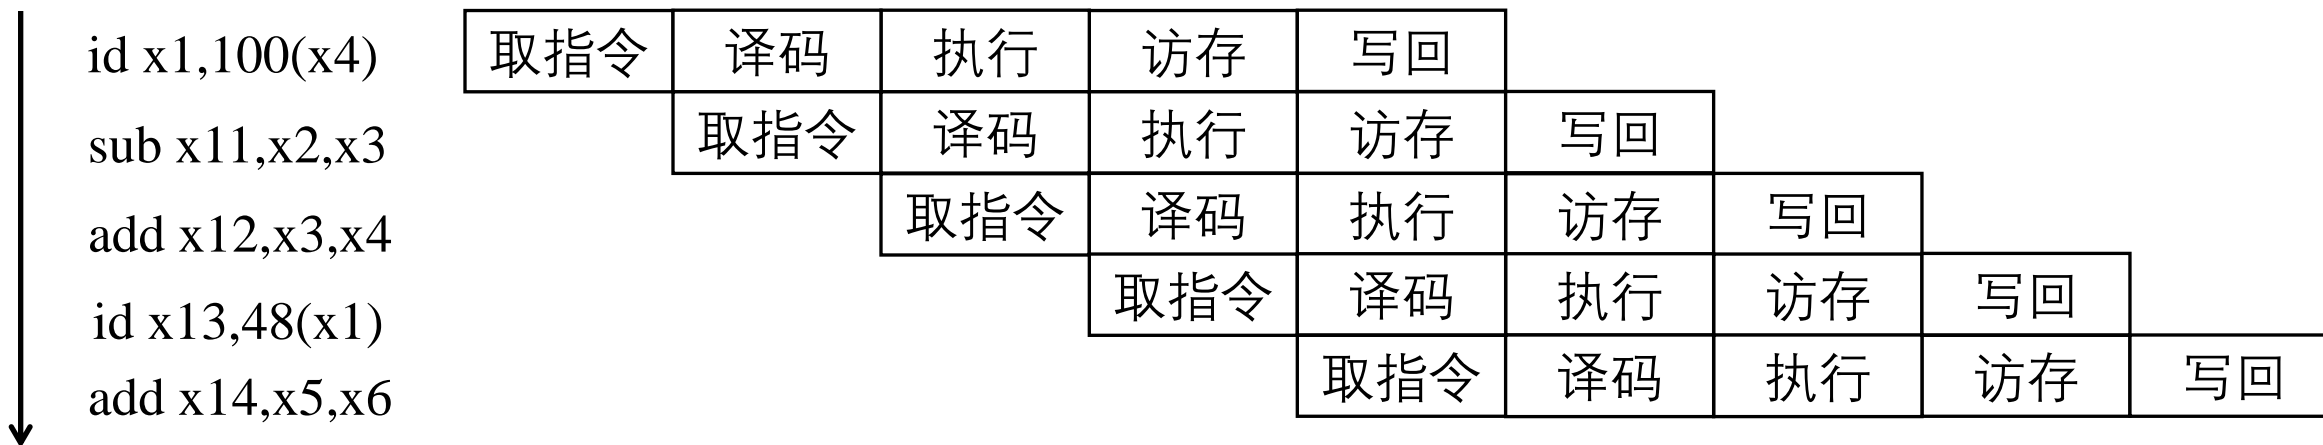 id x1,100(x4) 取指令 译码 执行 访存 写回
sub x11,x2,x3 取指令 译码 执行 访存 写回
add x12,x3,x4 取指令 译码 执行 访存 写回
id x13,48(x1) 取指令 译码 执行 访存 写回
add x14,x5,x6 取指令 译码 执行 访存 写回